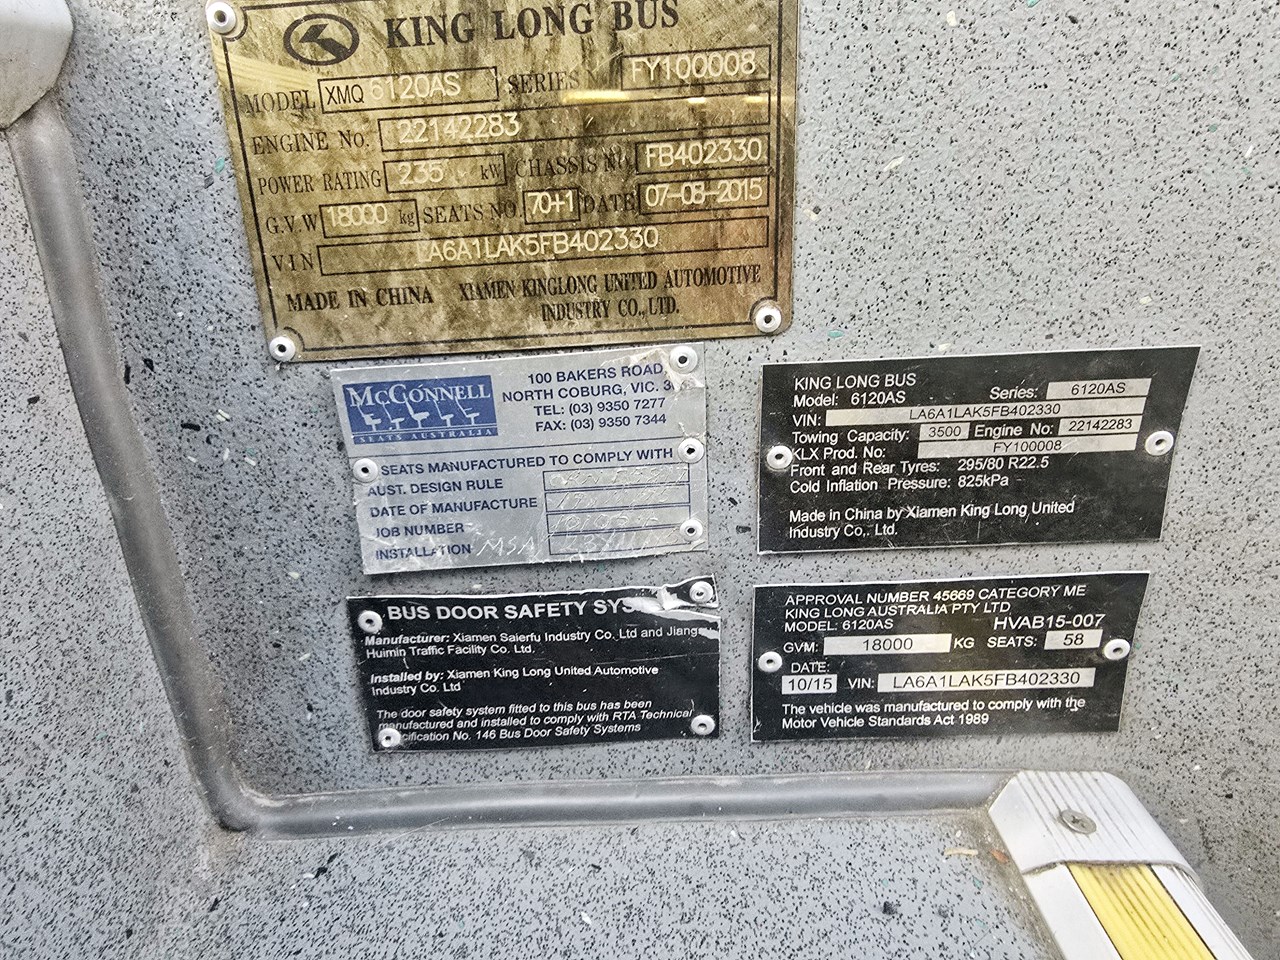 KING LONG BUS
MODEL XMQ 6120AS SERIES N FY100008
ENGINE No. 22142283
POWER RATING 235 kW CHASSIS No. FB402330
G.V.W 18000 kg SEATS NO. 70+1 DATE 07-08-2015
VIN LA6A1LAK5FB402330
MADE IN CHINA XIAMEN KINGLONG UNITED AUTOMOTIVE
INDUSTRY CO., LTD.
McCONNELL
SEATS AUSTRALIA
100 BAKERS ROAD,
NORTH COBURG, VIC.
TEL: (03) 9350 7277
FAX: (03) 9350 7344
SEATS MANUFACTURED TO COMPLY WITH
AUST. DESIGN RULE
DATE OF MANUFACTURE
JOB NUMBER
INSTALLATION MSA
KING LONG BUS
Model: 6120AS Series: 6120AS
VIN: LA6A1LAK5FB402330
Towing Capacity: 3500 Engine No: 22142283
KLX Prod. No: FY100008
Front and Rear Tyres: 295/80 R22.5
Cold Inflation Pressure: 825kPa
Made in China by Xiamen King Long United
Industry Co,. Ltd.
BUS DOOR SAFETY SYS
Manufacturer: Xiamen Saierfu Industry Co. Ltd and Jiang
Huimin Traffic Facility Co. Ltd.
Installed by: Xiamen King Long United Automotive
Industry Co. Ltd
The door safety system fitted to this bus has been
manufactured and installed to comply with RTA Technical
cification No. 146 Bus Door Safety Systems
APPROVAL NUMBER 45669 CATEGORY ME
KING LONG AUSTRALIA PTY LTD
MODEL: 6120AS HVAB15-007
GVM: 18000 KG SEATS: 58
DATE:
10/15 VIN: LA6A1LAK5FB402330
The vehicle was manufactured to comply with the
Motor Vehicle Standards Act 1989